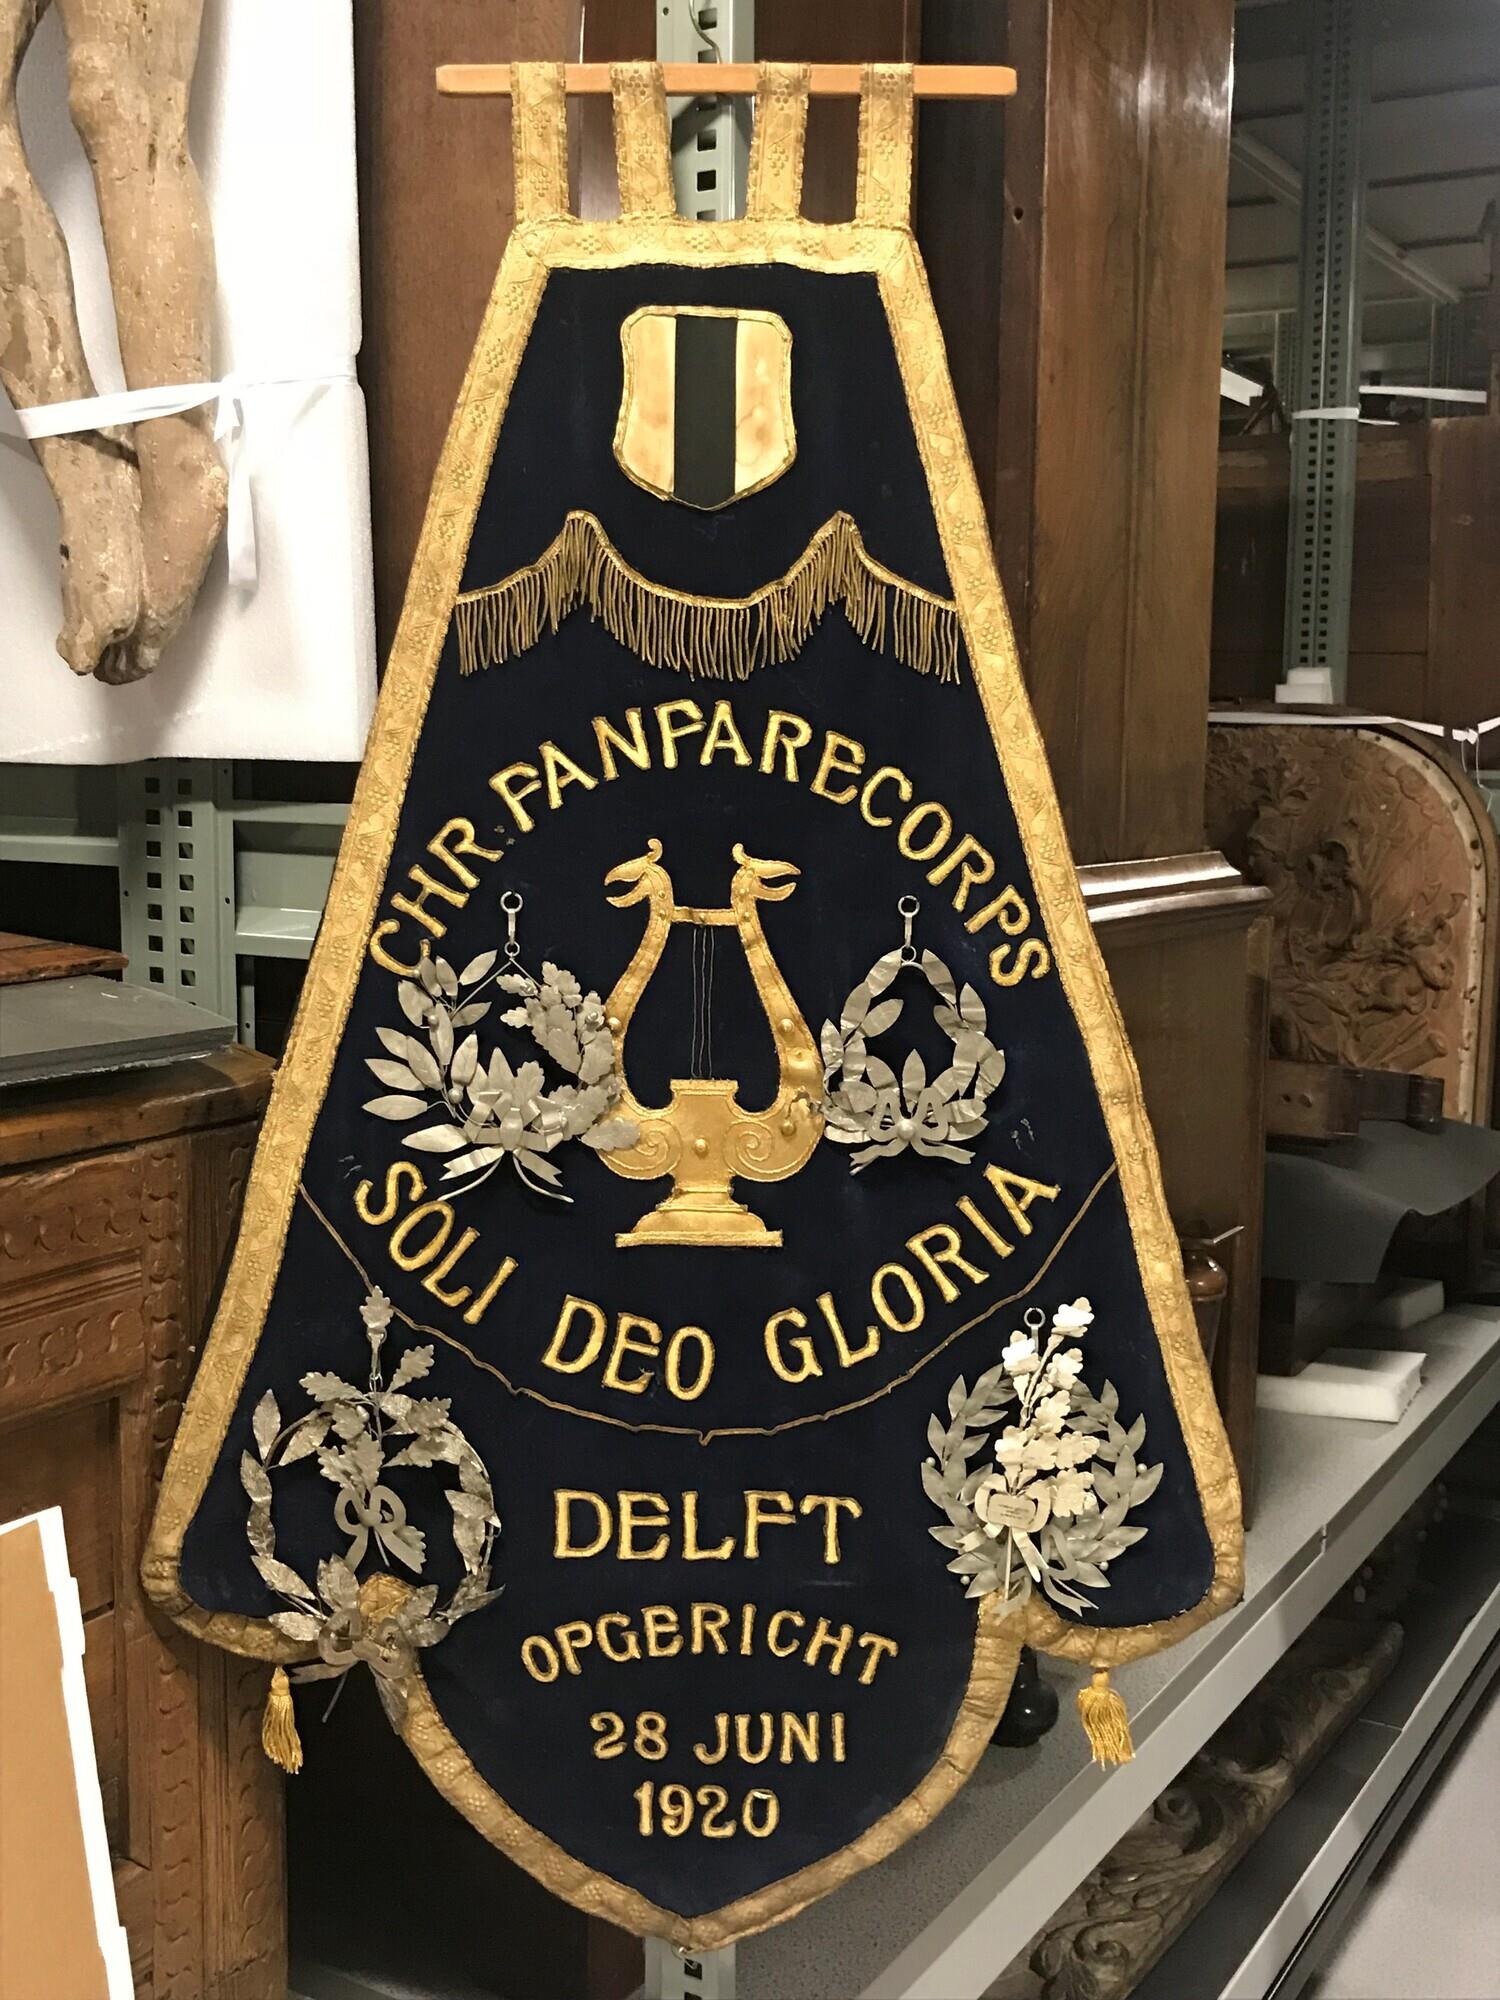 CHR. FANFARECORPS
SOLI DEO GLORIA
DELFT
OPGERICHT
28 JUNI
1920